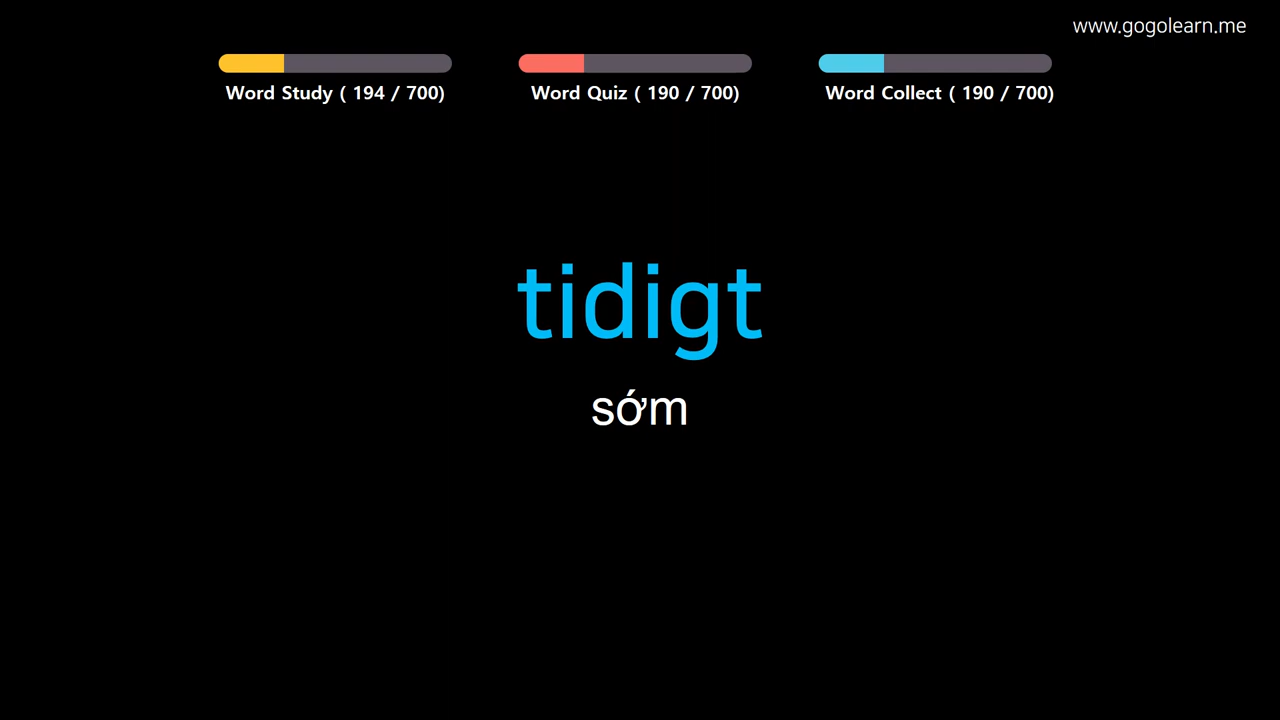 www.gogolearn.me
Word Study ( 194 / 700)
Word Quiz ( 190 / 700)
Word Collect ( 190 / 700)
tidigt
sớm